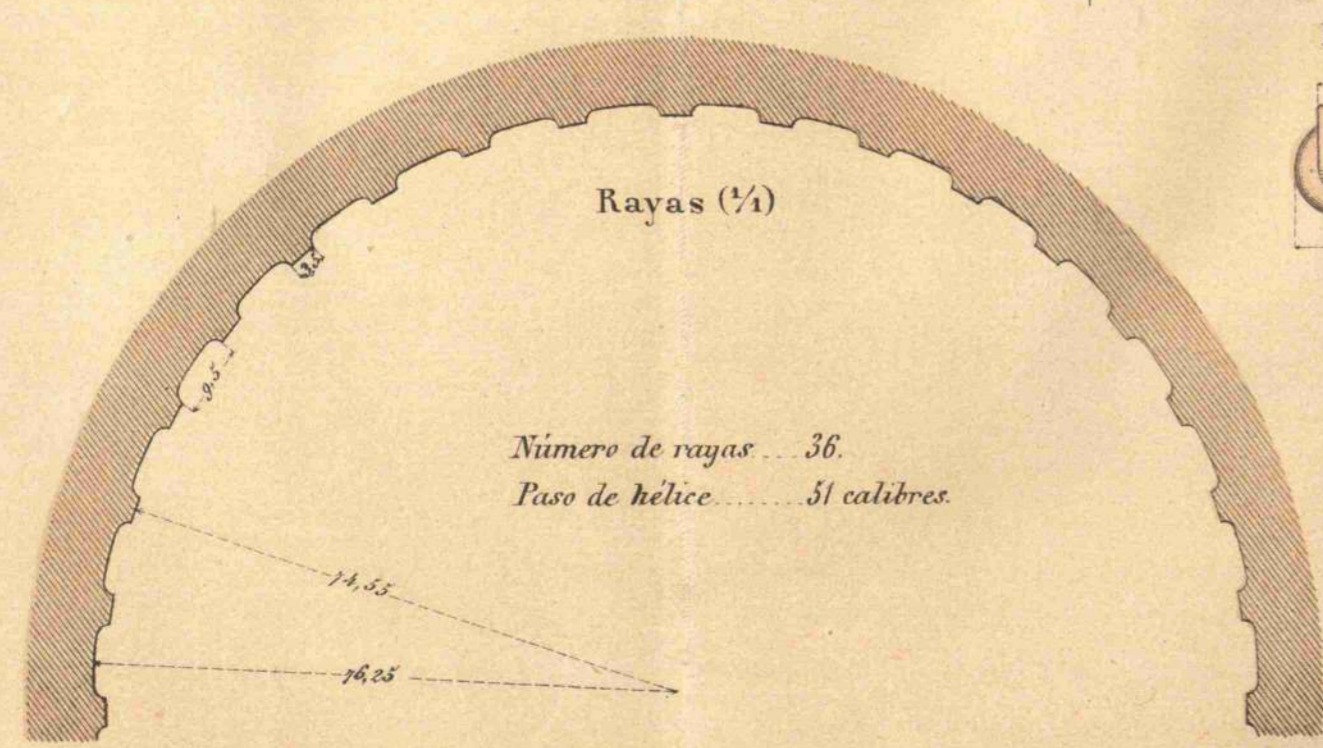 Rayas (1/1)
3,5
9,5
Número de rayas.... 36.
Paso de hélice....... 51 calibres.
74,55
76,25